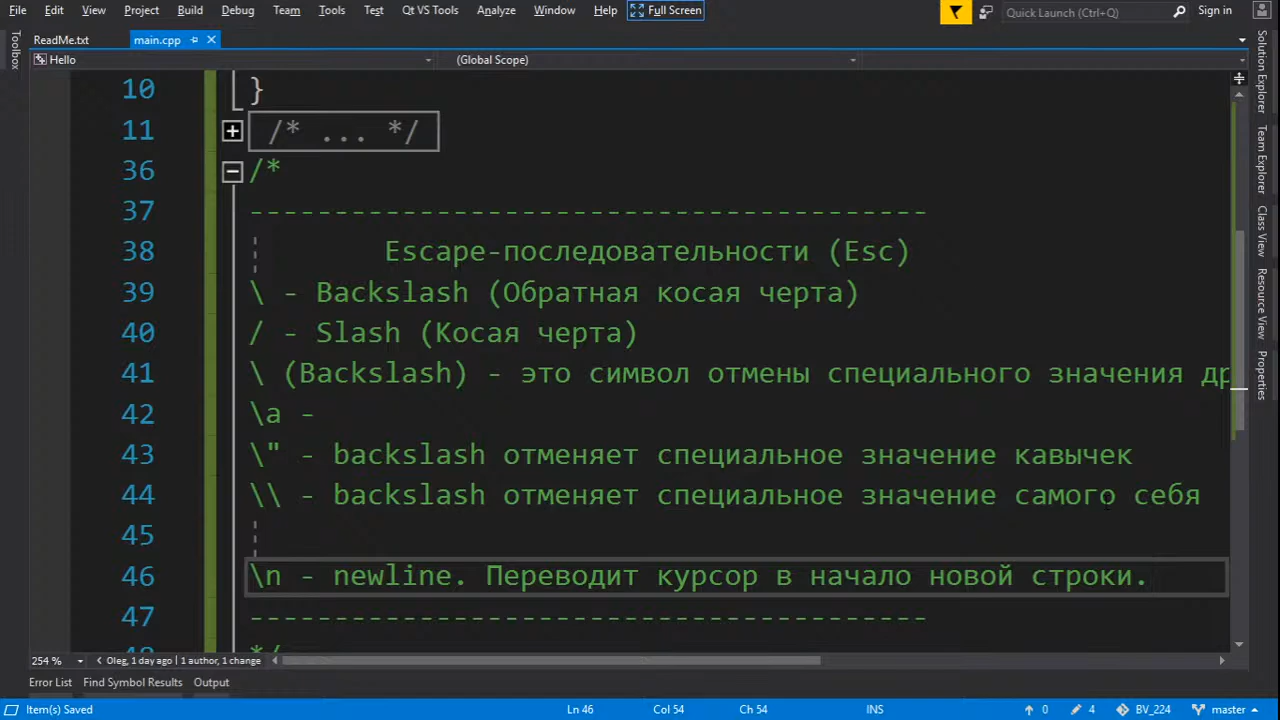 File Edit View Project Build Debug Team Tools Test Qt VS Tools Analyze Window Help Full Screen Quick Launch (Ctrl+Q) Sign in
ReadMe.txt main.cpp
Hello (Global Scope)
10 }
11 /* ... */
36 /*
37 ----------------------------------------
38 Escape-последовательности (Esc)
39 \ - Backslash (Обратная косая черта)
40 / - Slash (Косая черта)
41 \ (Backslash) - это символ отмены специального значения др
42 \a -
43 \" - backslash отменяет специальное значение кавычек
44 \\ - backslash отменяет специальное значение самого себя
45
46 \n - newline. Переводит курсор в начало новой строки.
47 ----------------------------------------
48 */
254 % Oleg, 1 day ago | 1 author, 1 change
Error List Find Symbol Results Output
Item(s) Saved Ln 46 Col 54 Ch 54 INS 0 4 BV_224 master
Toolbox
Solution Explorer
Team Explorer
Class View
Resource View
Properties